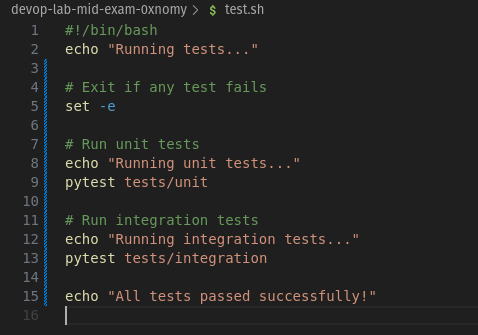 devop-lab-mid-exam-0xnomy > $ test.sh
1 #!/bin/bash
2 echo "Running tests..."
3
4 # Exit if any test fails
5 set -e
6
7 # Run unit tests
8 echo "Running unit tests..."
9 pytest tests/unit
10
11 # Run integration tests
12 echo "Running integration tests..."
13 pytest tests/integration
14
15 echo "All tests passed successfully!"
16